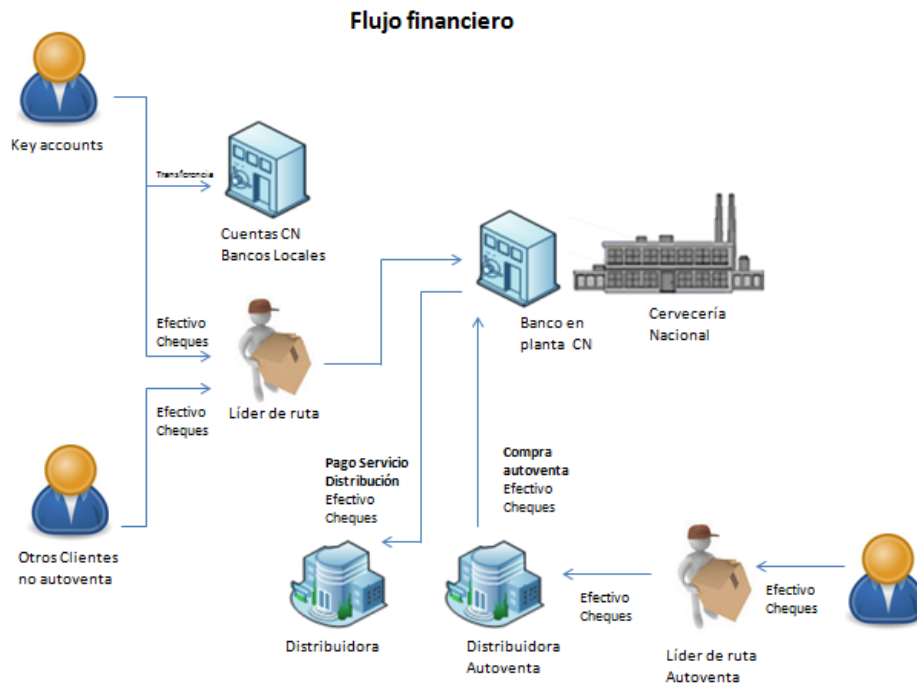 Flujo financiero
Key accounts
Transferencia
Cuentas CN
Bancos Locales
Efectivo
Cheques
Banco en
planta CN
Cervecería
Nacional
Efectivo
Cheques
Líder de ruta
Otros Clientes
no autoventa
Pago Servicio
Distribución
Efectivo
Cheques
Compra
autoventa
Efectivo
Cheques
Distribuidora
Distribuidora
Autoventa
Efectivo
Cheques
Líder de ruta
Autoventa
Efectivo
Cheques